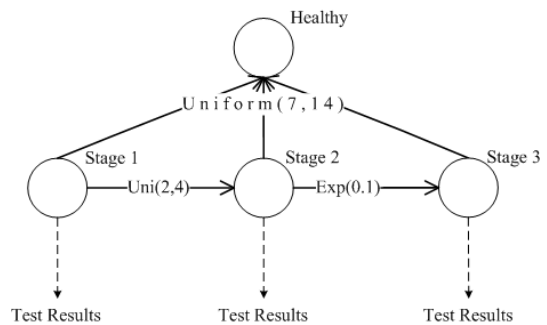 Healthy
Uniform(7,14)
Stage 1
Stage 2
Stage 3
Uni(2,4)
Exp(0.1)
Test Results
Test Results
Test Results